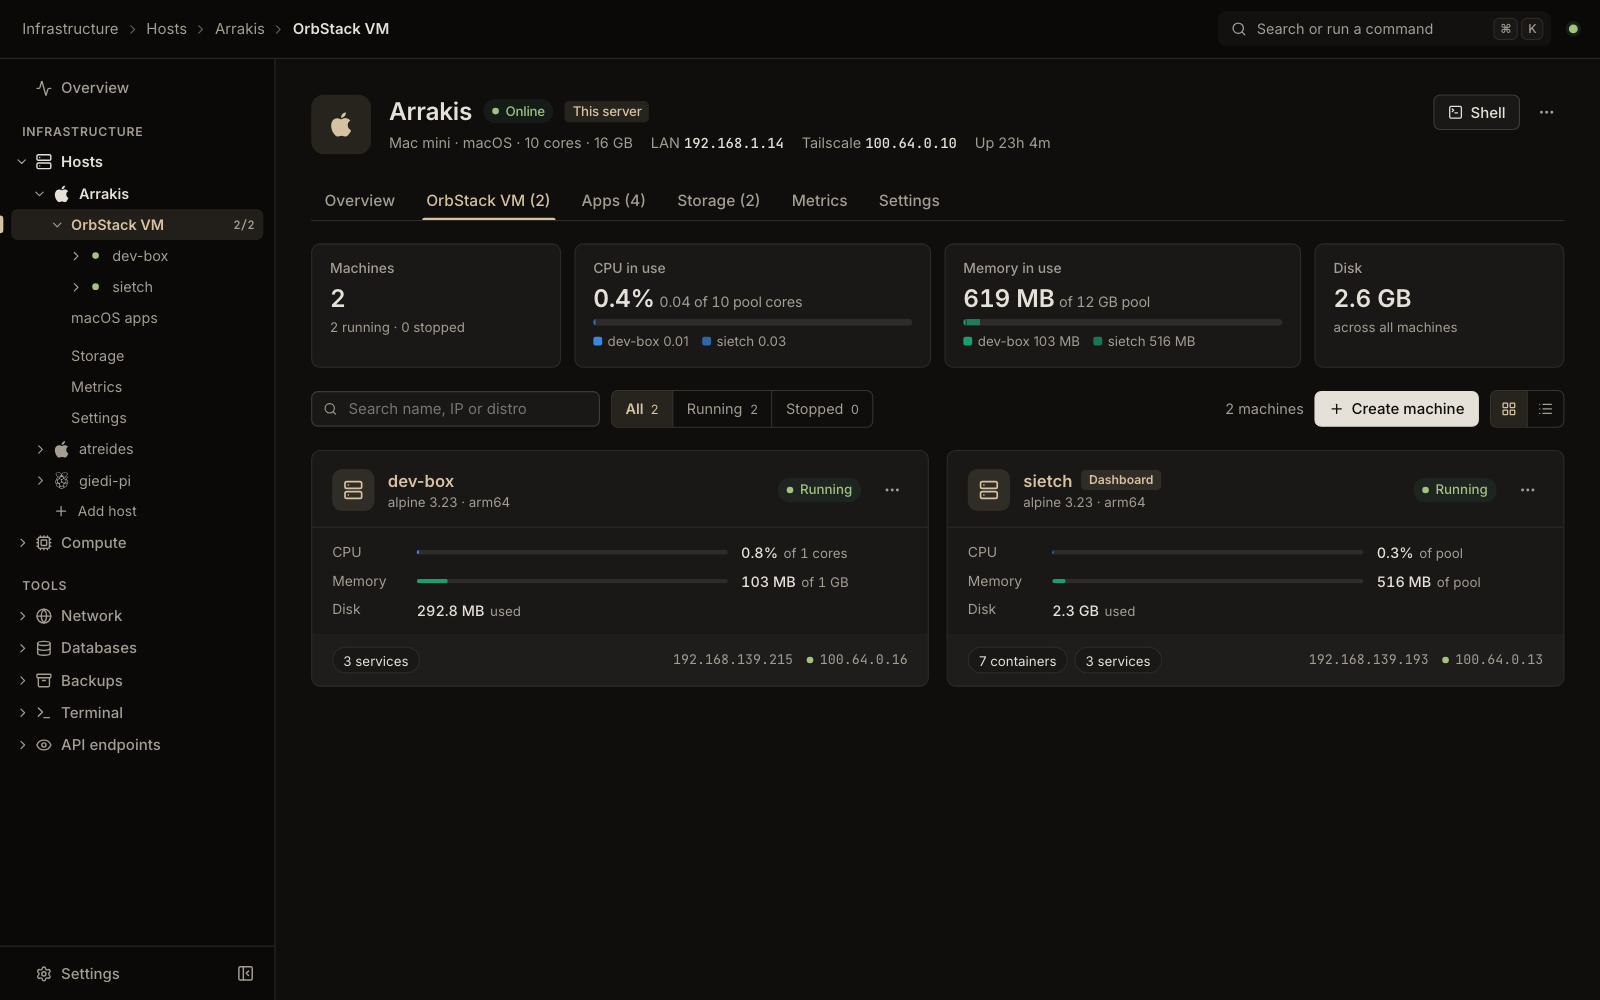 Infrastructure > Hosts > Arrakis > OrbStack VM
Search or run a command ⌘ K
Overview
INFRASTRUCTURE
Hosts
Arrakis
OrbStack VM 2/2
dev-box
sietch
macOS apps
Storage
Metrics
Settings
atreides
giedi-pi
Add host
Compute
TOOLS
Network
Databases
Backups
Terminal
API endpoints
Settings
Arrakis Online This server
Mac mini · macOS · 10 cores · 16 GB LAN 192.168.1.14 Tailscale 100.64.0.10 Up 23h 4m
Shell
Overview OrbStack VM (2) Apps (4) Storage (2) Metrics Settings
Machines
2
2 running · 0 stopped
CPU in use
0.4% 0.04 of 10 pool cores
dev-box 0.01 sietch 0.03
Memory in use
619 MB of 12 GB pool
dev-box 103 MB sietch 516 MB
Disk
2.6 GB
across all machines
Search name, IP or distro
All 2 Running 2 Stopped 0
2 machines
+ Create machine
dev-box
alpine 3.23 · arm64
Running
CPU 0.8% of 1 cores
Memory 103 MB of 1 GB
Disk 292.8 MB used
3 services 192.168.139.215 100.64.0.16
sietch Dashboard
alpine 3.23 · arm64
Running
CPU 0.3% of pool
Memory 516 MB of pool
Disk 2.3 GB used
7 containers 3 services 192.168.139.193 100.64.0.13